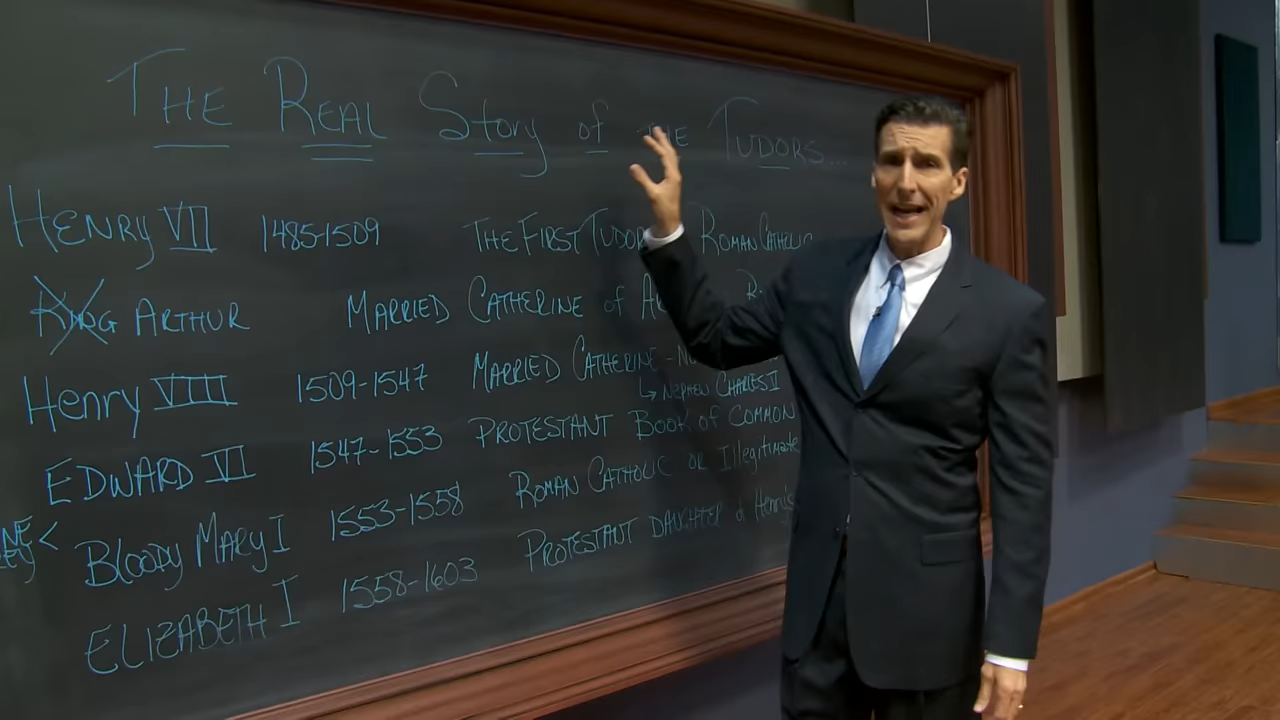 THE REAL Story of THE TUDORS...
HENRY VII 1485-1509 THE FIRST TUDOR ROMAN CATHOLIC
KING ARTHUR MARRIED CATHERINE of
Henry VIII 1509-1547 MARRIED CATHERINE -
↳ NEPHEW CHARLES II
EDWARD VI 1547-1553 PROTESTANT BOOK of COMMON
< BLOODY MARY I 1553-1558 ROMAN CATHOLIC OR Illegitimate
ELIZABETH I 1558-1603 PROTESTANT DAUGHTER of Henry's